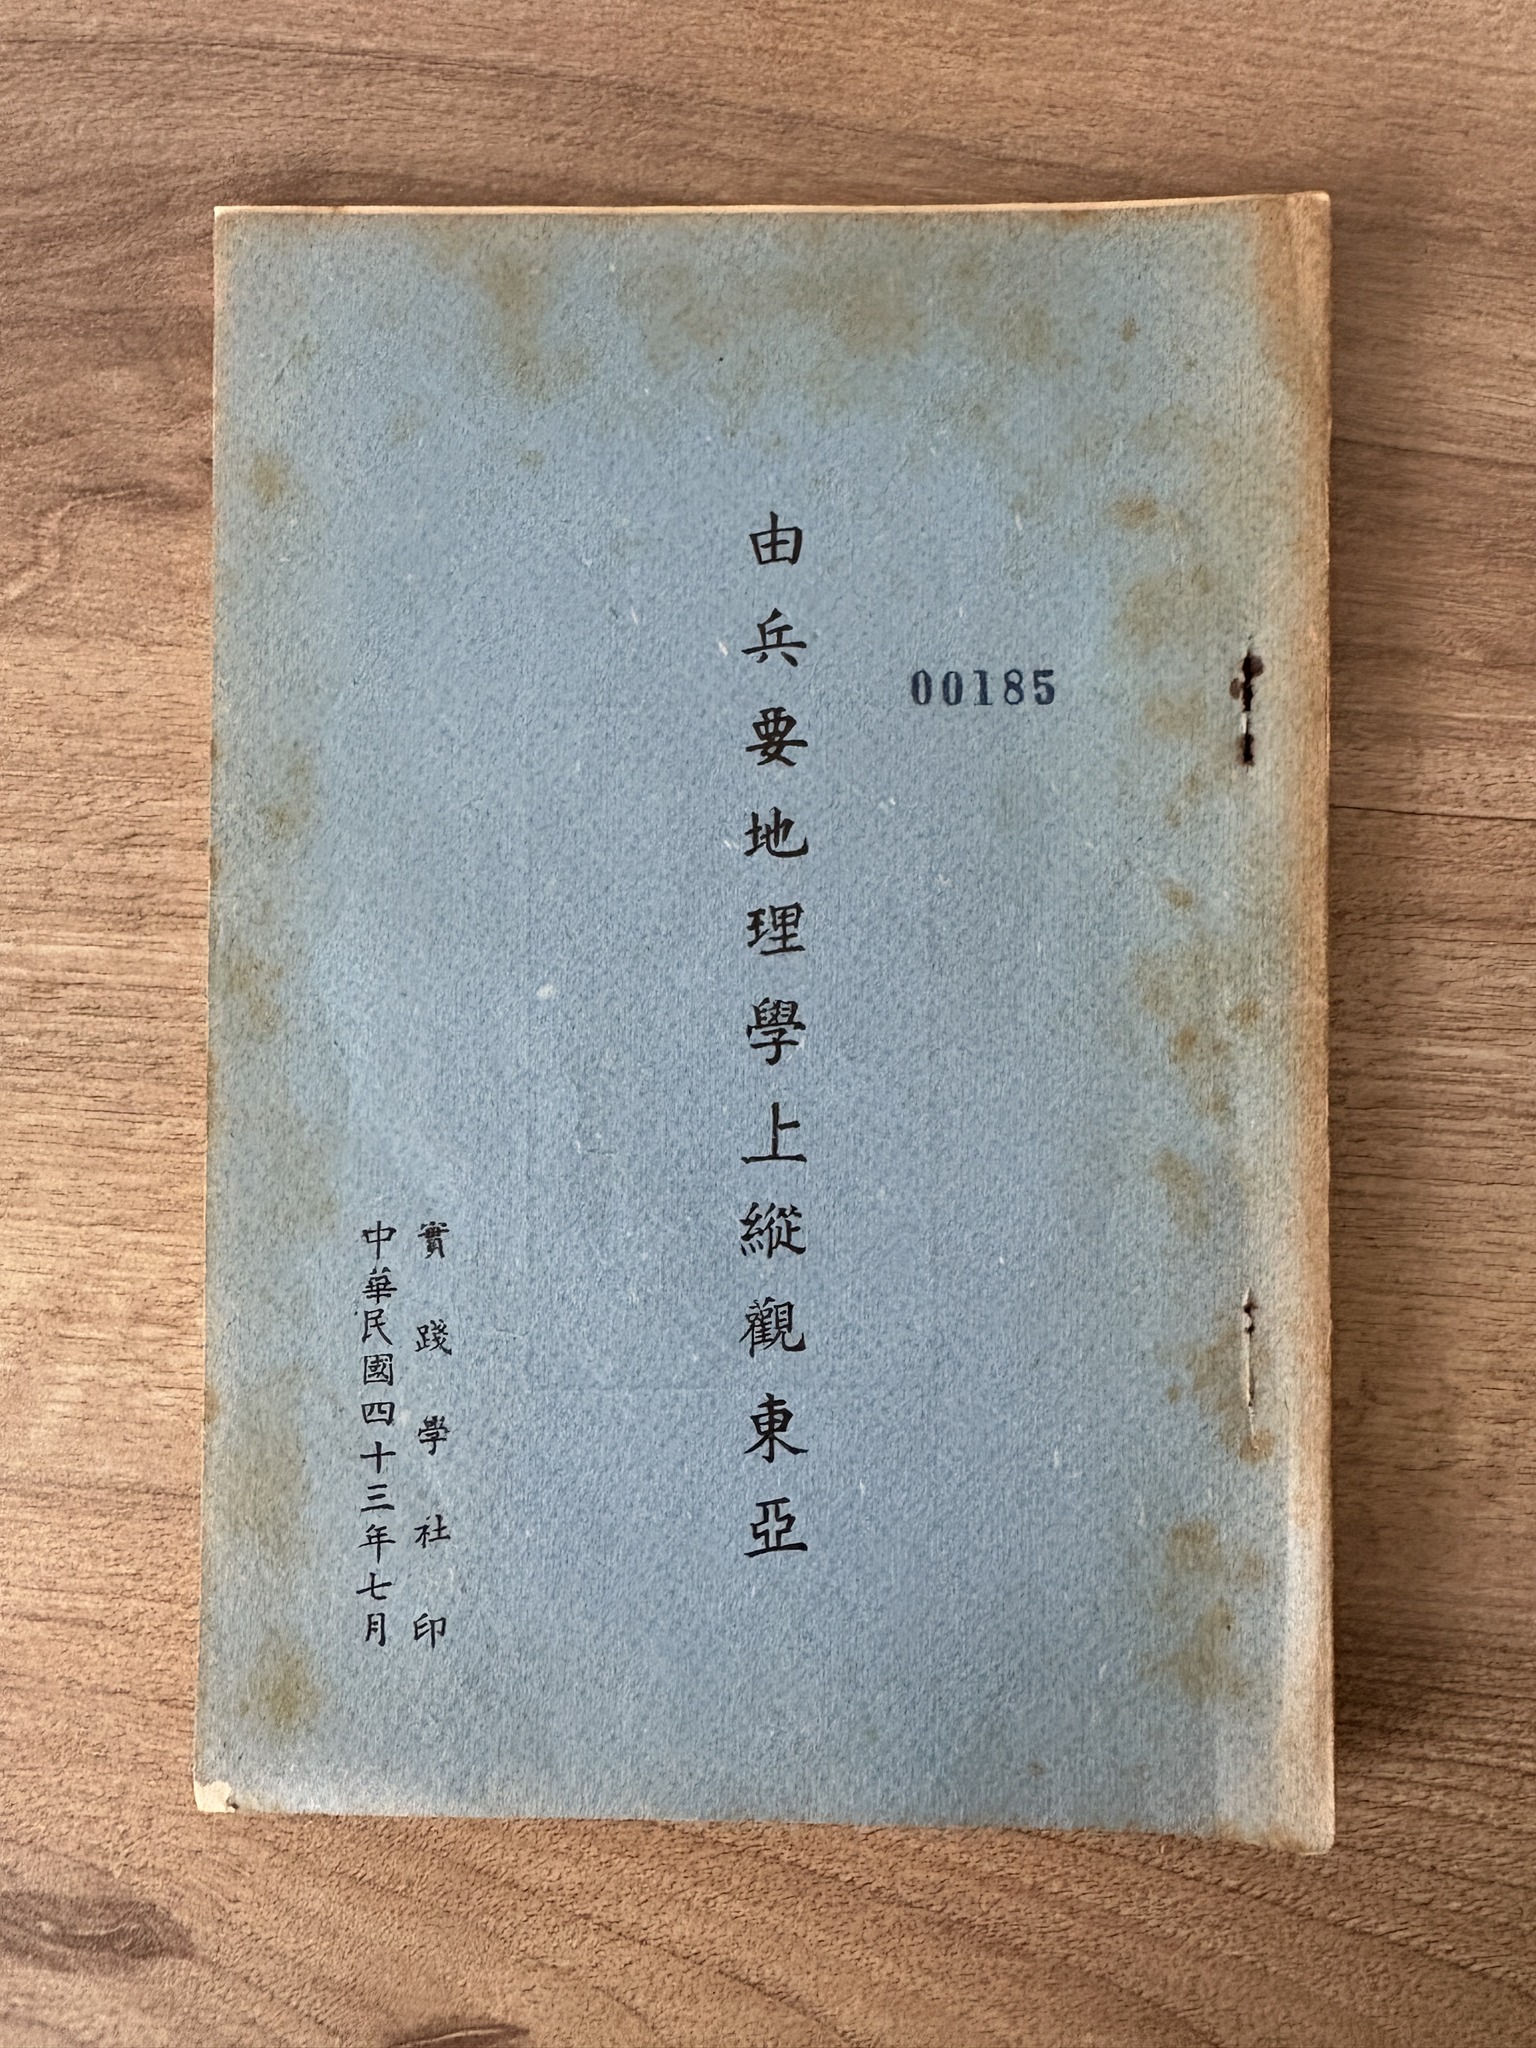 00185
由兵要地理學上縱觀東亞
實踐學社印
中華民國四十三年七月